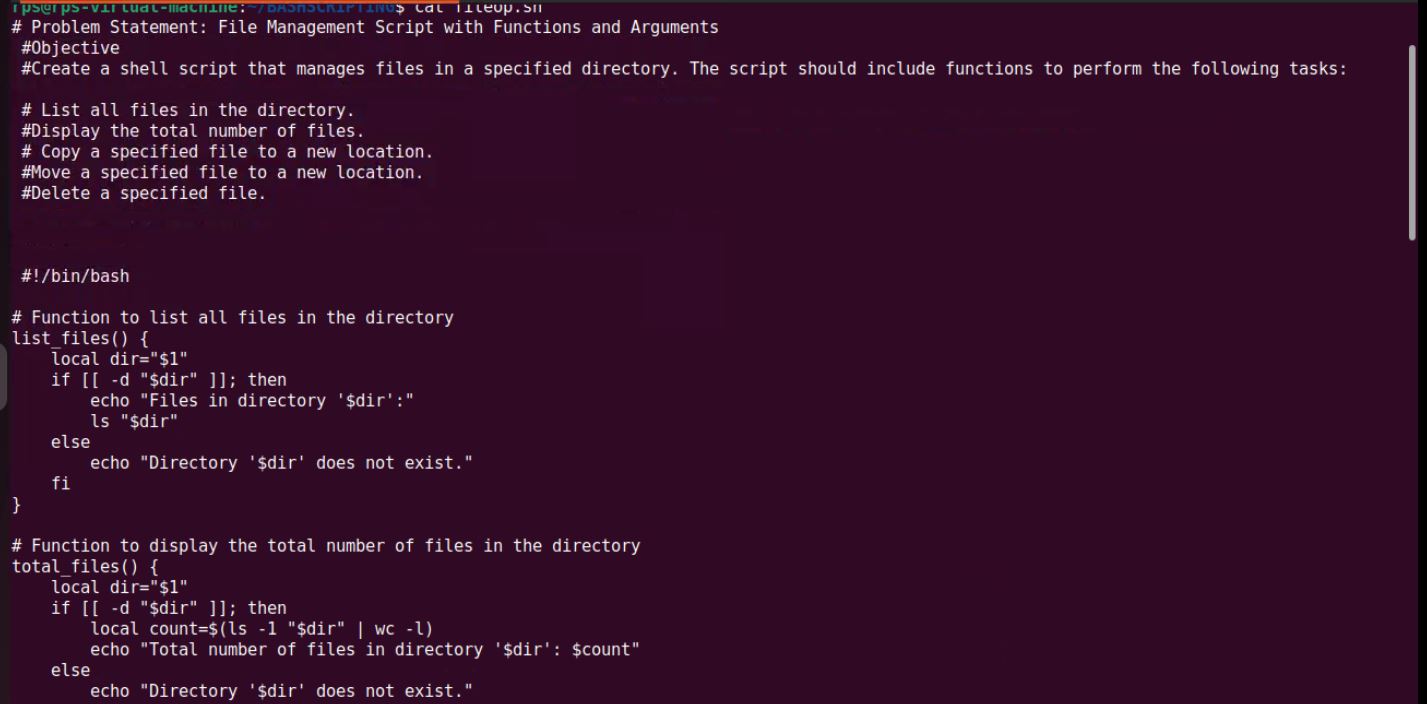 rps@rps-virtual-machine:~/BASHSCRIPTING$ cat fileop.sh
# Problem Statement: File Management Script with Functions and Arguments
 #Objective
 #Create a shell script that manages files in a specified directory. The script should include functions to perform the following tasks:

 # List all files in the directory.
 #Display the total number of files.
 # Copy a specified file to a new location.
 #Move a specified file to a new location.
 #Delete a specified file.

 #!/bin/bash

# Function to list all files in the directory
list_files() {
    local dir="$1"
    if [[ -d "$dir" ]]; then
        echo "Files in directory '$dir':"
        ls "$dir"
    else
        echo "Directory '$dir' does not exist."
    fi
}

# Function to display the total number of files in the directory
total_files() {
    local dir="$1"
    if [[ -d "$dir" ]]; then
        local count=$(ls -1 "$dir" | wc -l)
        echo "Total number of files in directory '$dir': $count"
    else
        echo "Directory '$dir' does not exist."